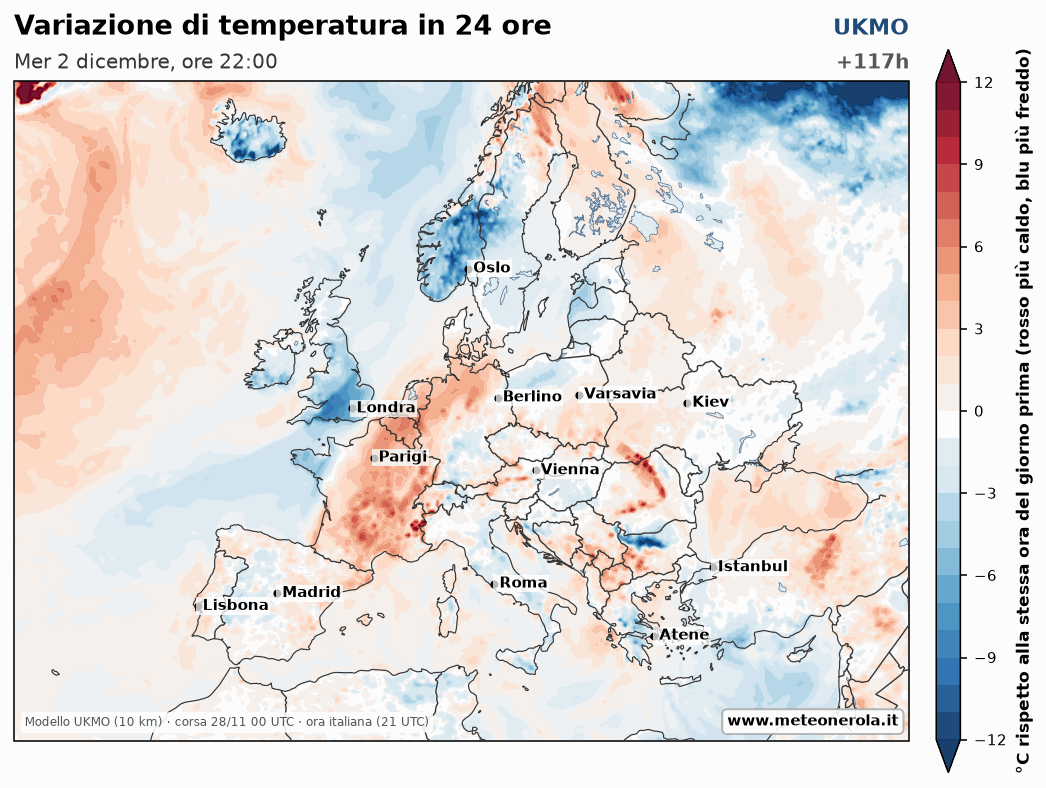 Variazione di temperatura in 24 ore
UKMO
Mer 2 dicembre, ore 22:00
+117h
12
9
6
3
0
−3
−6
−9
−12
°C rispetto alla stessa ora del giorno prima (rosso più caldo, blu più freddo)
Oslo
Londra
Berlino
Varsavia
Kiev
Parigi
Vienna
Istanbul
Roma
Madrid
Lisbona
Atene
Modello UKMO (10 km) · corsa 28/11 00 UTC · ora italiana (21 UTC)
www.meteonerola.it